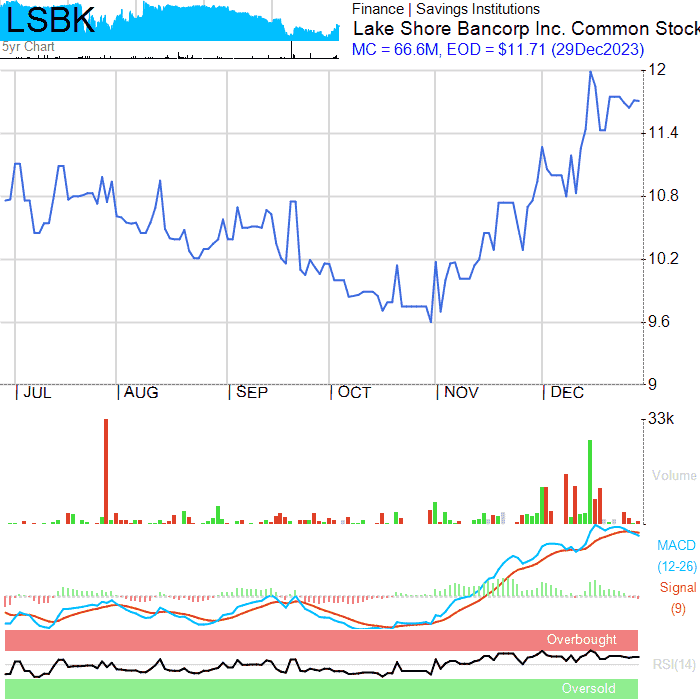 LSBK
5yr Chart
Finance | Savings Institutions
Lake Shore Bancorp Inc. Common Stock
MC = 66.6M, EOD = $11.71 (29Dec2023)
12
11.4
10.8
10.2
9.6
9
| JUL | AUG | SEP | OCT | NOV | DEC
33k
Volume
MACD
(12-26)
Signal
(9)
Overbought
RSI(14)
Oversold